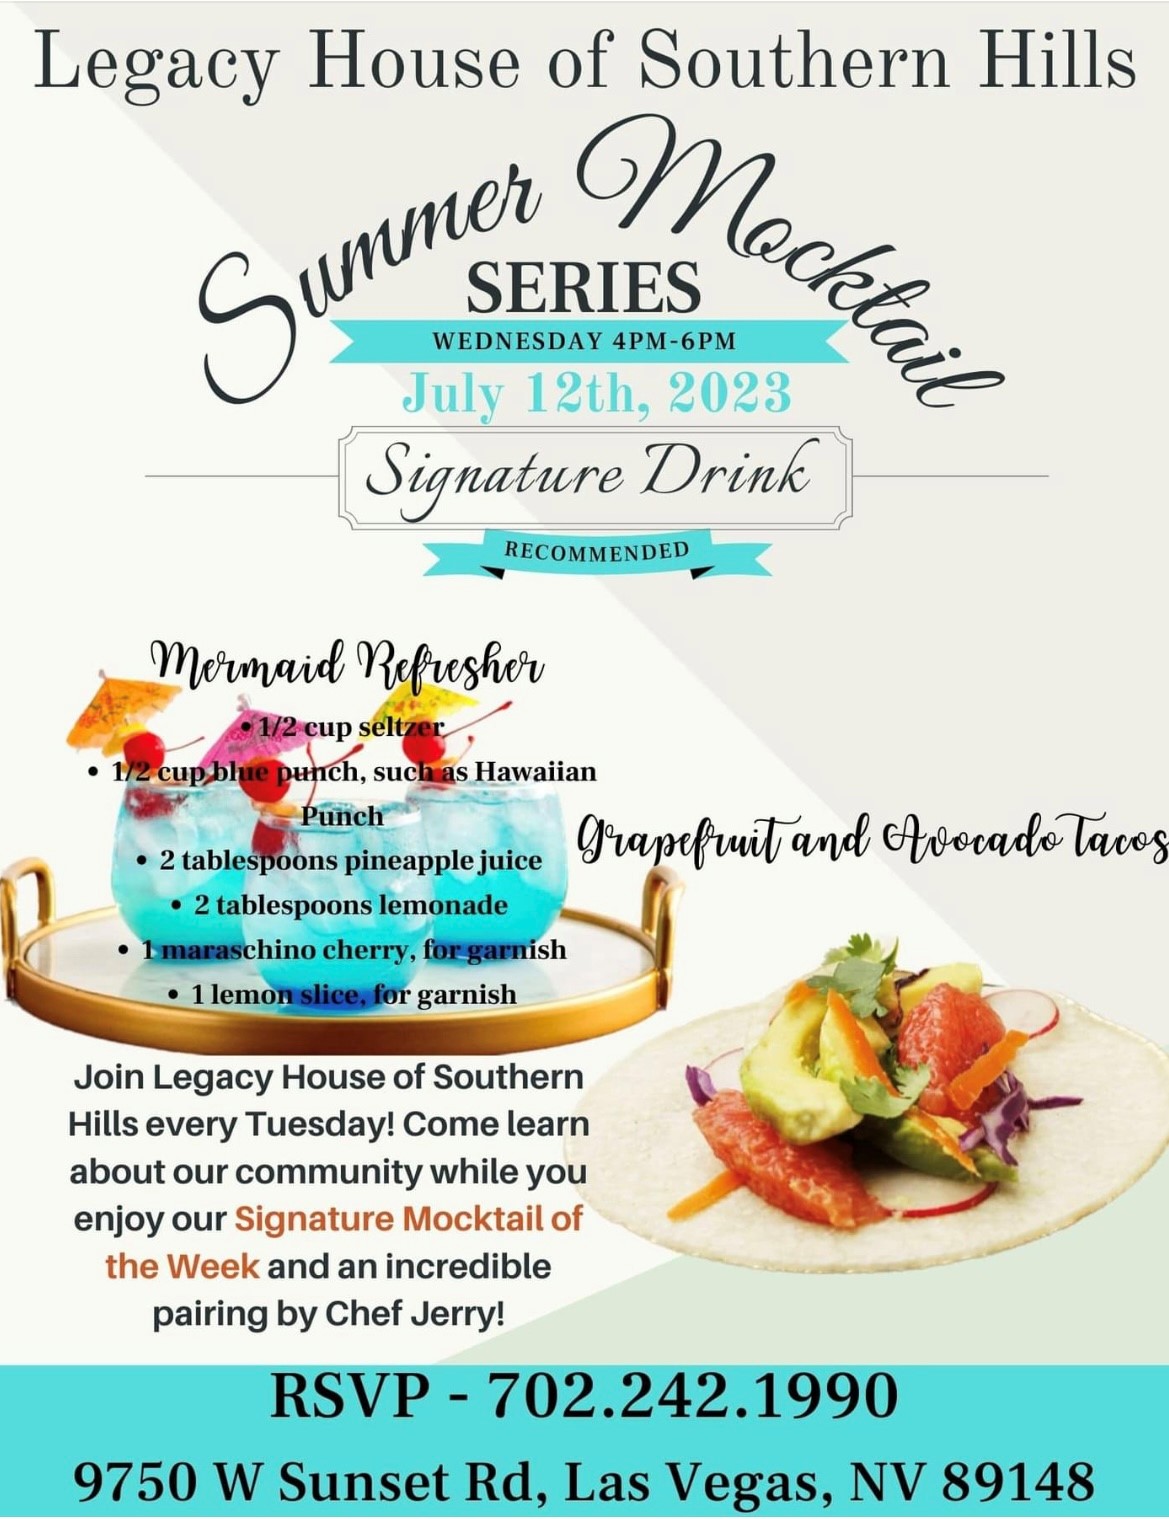 Legacy House of Southern Hills
Summer Mocktail
SERIES
WEDNESDAY 4PM-6PM
July 12th, 2023
Signature Drink
RECOMMENDED
Mermaid Refresher
• 1/2 cup seltzer
• 1/2 cup blue punch, such as Hawaiian
Punch
• 2 tablespoons pineapple juice
• 2 tablespoons lemonade
• 1 maraschino cherry, for garnish
• 1 lemon slice, for garnish
Grapefruit and Avocado Tacos
Join Legacy House of Southern
Hills every Tuesday! Come learn
about our community while you
enjoy our Signature Mocktail of
the Week and an incredible
pairing by Chef Jerry!
RSVP - 702.242.1990
9750 W Sunset Rd, Las Vegas, NV 89148